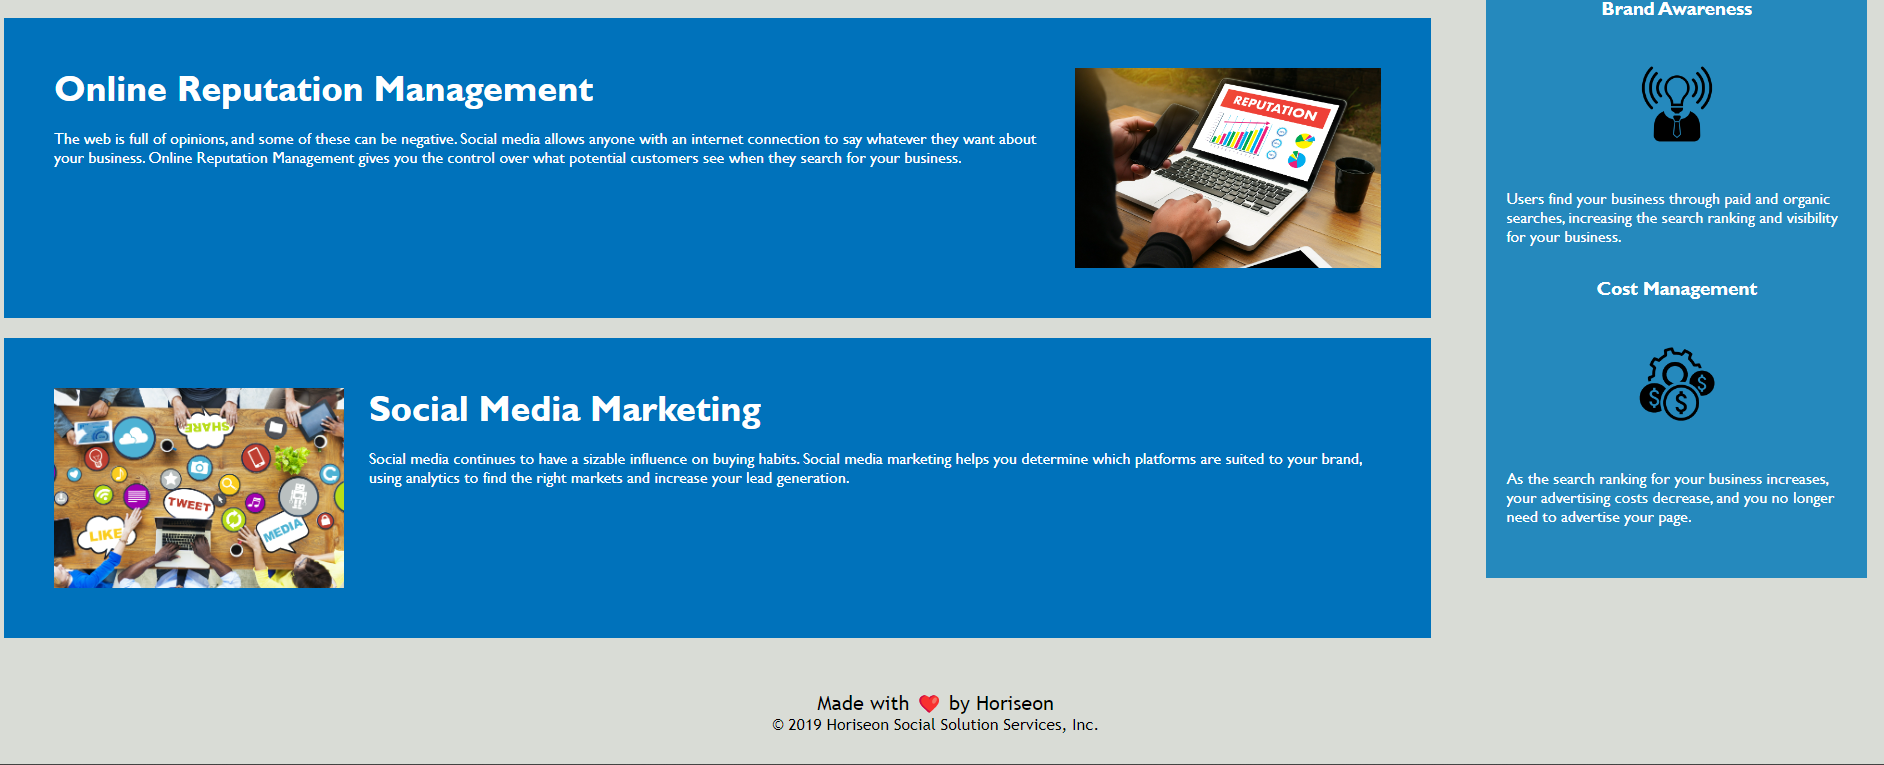 Online Reputation Management
The web is full of opinions, and some of these can be negative. Social media allows anyone with an internet connection to say whatever they want about
your business. Online Reputation Management gives you the control over what potential customers see when they search for your business.
REPUTATION
Social Media Marketing
Social media continues to have a sizable influence on buying habits. Social media marketing helps you determine which platforms are suited to your brand,
using analytics to find the right markets and increase your lead generation.
SHARE
TWEET
LIKE
MEDIA
Brand Awareness
Users find your business through paid and organic
searches, increasing the search ranking and visibility
for your business.
Cost Management
$
$
$
As the search ranking for your business increases,
your advertising costs decrease, and you no longer
need to advertise your page.
Made with ❤️ by Horiseon
© 2019 Horiseon Social Solution Services, Inc.